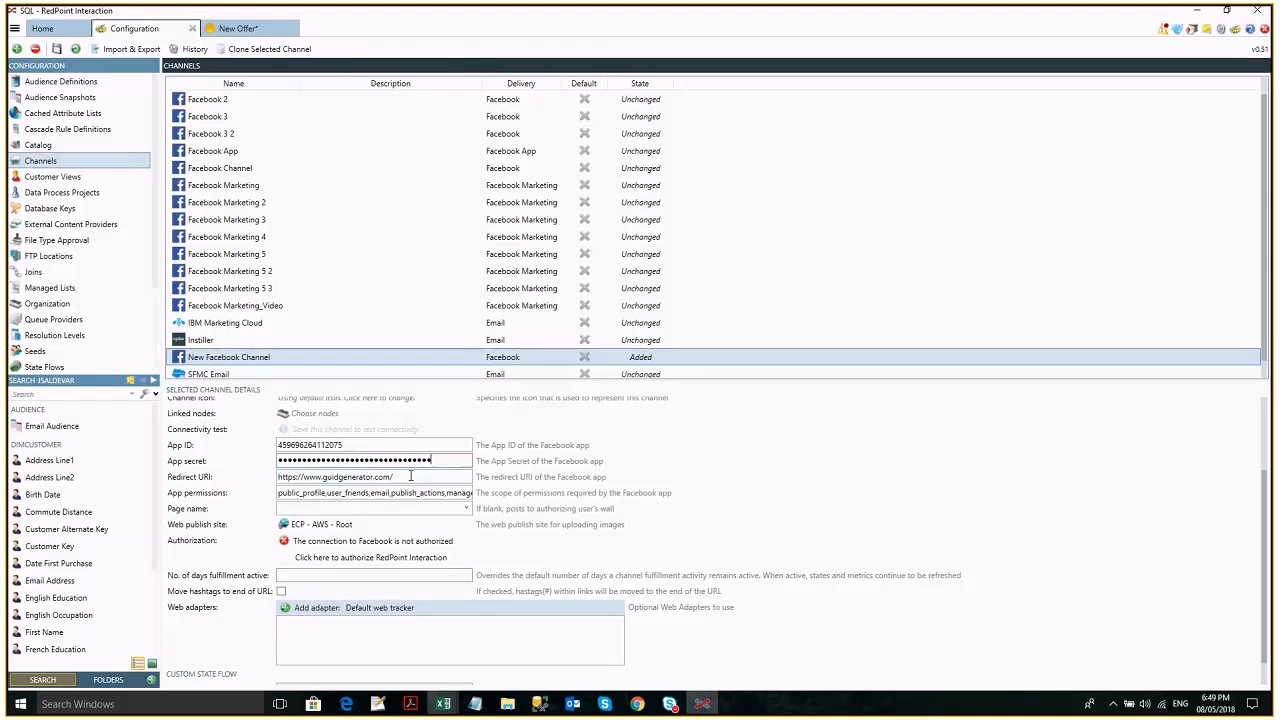 SQL - RedPoint Interaction
Home
Configuration
New Offer*
Import & Export
History
Clone Selected Channel
v0.51
CONFIGURATION
Audience Definitions
Audience Snapshots
Cached Attribute Lists
Cascade Rule Definitions
Catalog
Channels
Customer Views
Data Process Projects
Database Keys
External Content Providers
File Type Approval
FTP Locations
Joins
Managed Lists
Organization
Queue Providers
Resolution Levels
Seeds
State Flows
SEARCH JSALDEVAR
Search
AUDIENCE
Email Audience
DIMCUSTOMER
Address Line1
Address Line2
Birth Date
Commute Distance
Customer Alternate Key
Customer Key
Date First Purchase
Email Address
English Education
English Occupation
First Name
French Education
SEARCH
FOLDERS
CHANNELS
Name Description Delivery Default State
Facebook 2 Facebook Unchanged
Facebook 3 Facebook Unchanged
Facebook 3 2 Facebook Unchanged
Facebook App Facebook App Unchanged
Facebook Channel Facebook Unchanged
Facebook Marketing Facebook Marketing Unchanged
Facebook Marketing 2 Facebook Marketing Unchanged
Facebook Marketing 3 Facebook Marketing Unchanged
Facebook Marketing 4 Facebook Marketing Unchanged
Facebook Marketing 5 Facebook Marketing Unchanged
Facebook Marketing 5 2 Facebook Marketing Unchanged
Facebook Marketing 5 3 Facebook Marketing Unchanged
Facebook Marketing_Video Facebook Marketing Unchanged
IBM Marketing Cloud Email Unchanged
Instiller Email Unchanged
New Facebook Channel Facebook Added
SFMC Email Email Unchanged
SELECTED CHANNEL DETAILS
Channel icon: Using default icon. Click here to change. Specifies the icon that is used to represent this channel
Linked nodes: Choose nodes
Connectivity test: Save this channel to test connectivity
App ID: 459696264112075 The App ID of the Facebook app
App secret: •••••••••••••••••••••••••••••••• The App Secret of the Facebook app
Redirect URI: https://www.guidgenerator.com/ The redirect URI of the Facebook app
App permissions: public_profile,user_friends,email,publish_actions,manage The scope of permissions required by the Facebook app
Page name: If blank, posts to authorizing user's wall
Web publish site: ECP - AWS - Root The web publish site for uploading images
Authorization: The connection to Facebook is not authorized
Click here to authorize RedPoint Interaction
No. of days fulfillment active: Overrides the default number of days a channel fulfillment activity remains active. When active, states and metrics continue to be refreshed
Move hashtags to end of URL: If checked, hastags(#) within links will be moved to the end of the URL
Web adapters: Add adapter: Default web tracker Optional Web Adapters to use
CUSTOM STATE FLOW
Search Windows
ENG
6:49 PM
08/05/2018